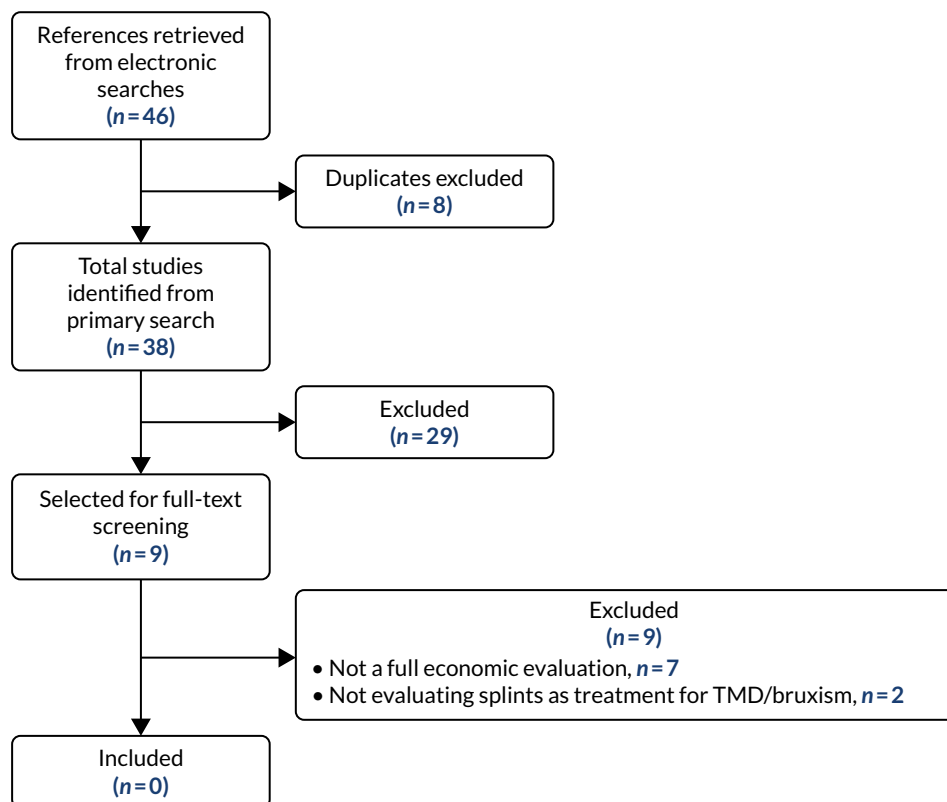 References retrieved
from electronic
searches
(n = 46)
Duplicates excluded
(n = 8)
Total studies
identified from
primary search
(n = 38)
Excluded
(n = 29)
Selected for full-text
screening
(n = 9)
Excluded
(n = 9)
• Not a full economic evaluation, n = 7
• Not evaluating splints as treatment for TMD/bruxism, n = 2
Included
(n = 0)